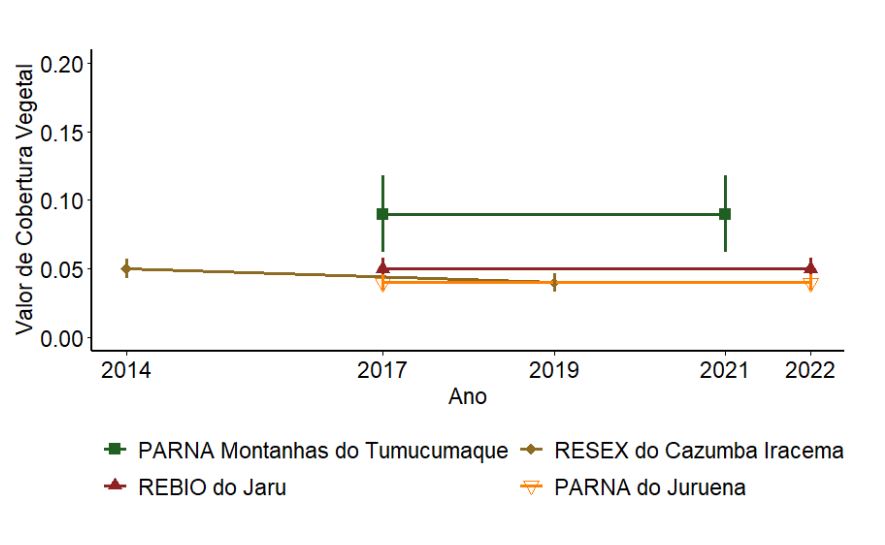 Valor de Cobertura Vegetal
0.20
0.15
0.10
0.05
0.00
2014 2017 2019 2021 2022
Ano
PARNA Montanhas do Tumucumaque RESEX do Cazumba Iracema
REBIO do Jaru PARNA do Juruena